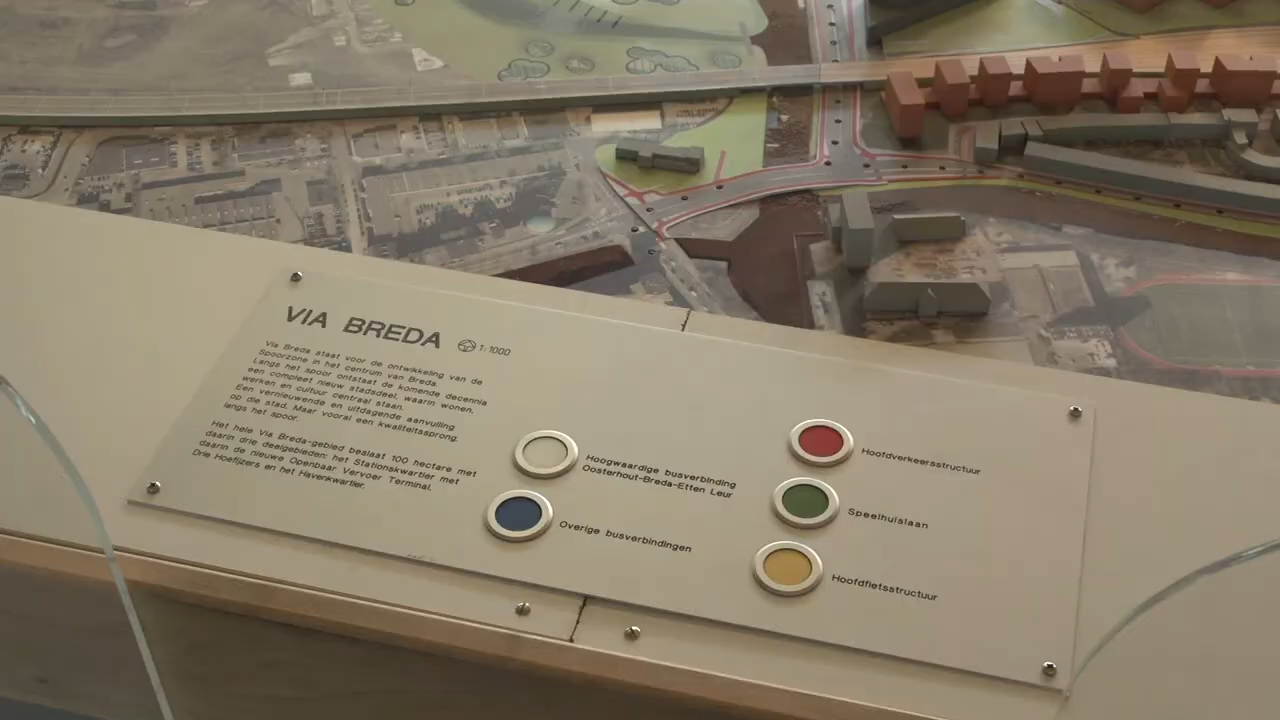 VIA BREDA 1:1000
Via Breda staat voor de ontwikkeling van de
Spoorzone in het centrum van Breda.
Langs het spoor ontstaat de komende decennia
een compleet nieuw stadsdeel, waarin wonen,
werken en cultuur centraal staan.
Een vernieuwende en uitdagende aanvulling
op die stad. Maar vooral een kwaliteitssprong
langs het spoor.
Het hele Via Breda-gebied beslaat 100 hectare met
daarin drie deelgebieden: het Stationskwartier met
daarin de nieuwe Openbaar Vervoer Terminal,
Drie Hoefijzers en het Havenkwartier.
Hoogwaardige busverbinding
Oosterhout-Breda-Etten Leur
Overige busverbindingen
Hoofdverkeersstructuur
Speelhuislaan
Hoofdfietsstructuur